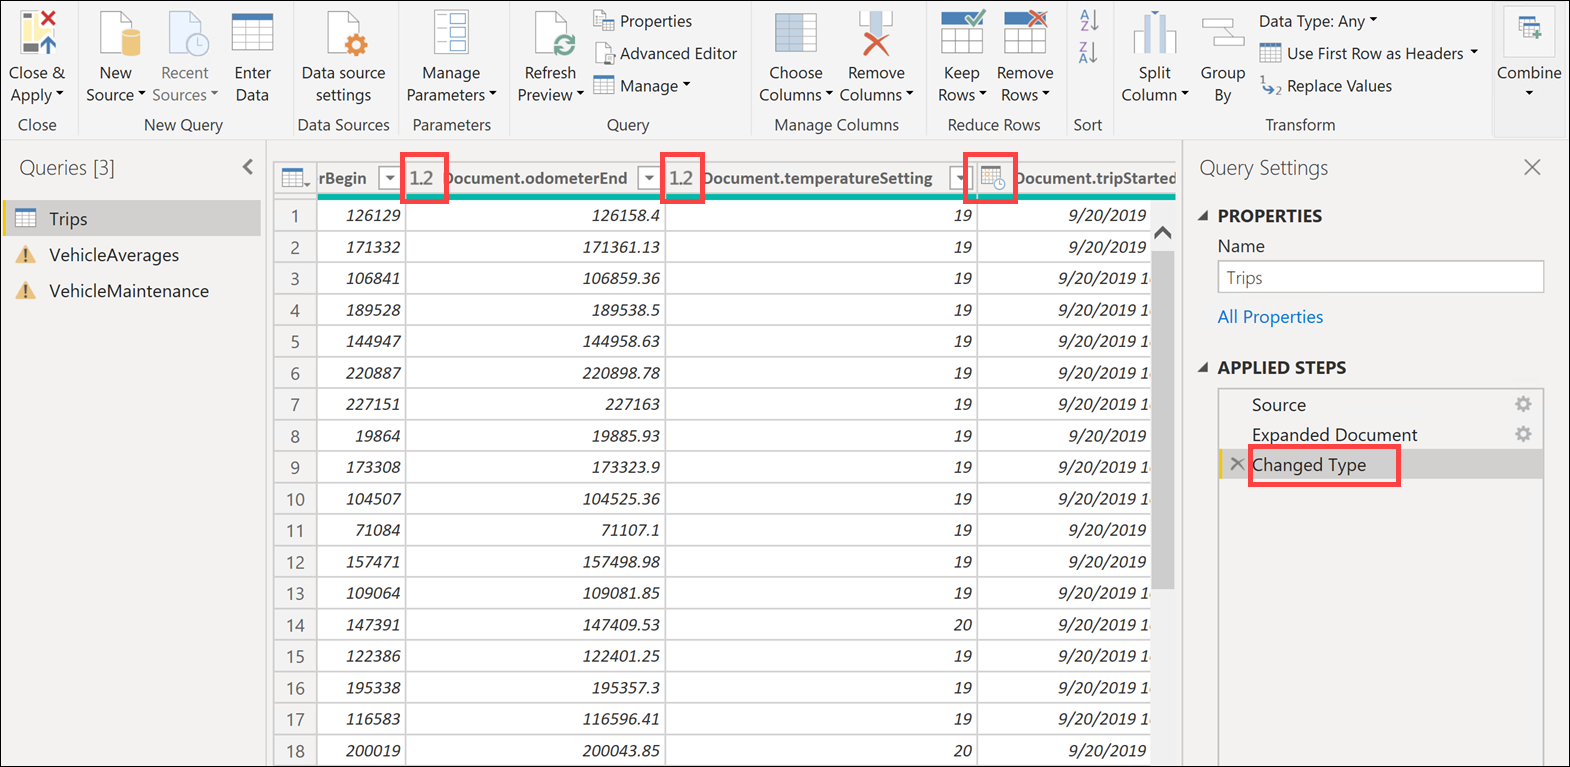 Close & Apply
New Source
Recent Sources
Enter Data
Data source settings
Manage Parameters
Refresh Preview
Properties
Advanced Editor
Manage
Choose Columns
Remove Columns
Keep Rows
Remove Rows
A Z
Z A
Split Column
Group By
Data Type: Any
Use First Row as Headers
1 2 Replace Values
Combine
Close
New Query
Data Sources
Parameters
Query
Manage Columns
Reduce Rows
Sort
Transform
Queries [3]
Trips
VehicleAverages
VehicleMaintenance
rBegin 1.2 Document.odometerEnd 1.2 Document.temperatureSetting Document.tripStarted
1 126129 126158.4 19 9/20/2019
2 171332 171361.13 19 9/20/2019
3 106841 106859.36 19 9/20/2019 1
4 189528 189538.5 19 9/20/2019 1
5 144947 144958.63 19 9/20/2019 1
6 220887 220898.78 19 9/20/2019 1
7 227151 227163 19 9/20/2019 1
8 19864 19885.93 19 9/20/2019
9 173308 173323.9 19 9/20/2019 1
10 104507 104525.36 19 9/20/2019 1
11 71084 71107.1 19 9/20/2019
12 157471 157498.98 19 9/20/2019
13 109064 109081.85 19 9/20/2019 1
14 147391 147409.53 20 9/20/2019 1
15 122386 122401.25 19 9/20/2019 1
16 195338 195357.3 19 9/20/2019 1
17 116583 116596.41 19 9/20/2019 1
18 200019 200043.85 20 9/20/2019
Query Settings
PROPERTIES
Name
Trips
All Properties
APPLIED STEPS
Source
Expanded Document
Changed Type